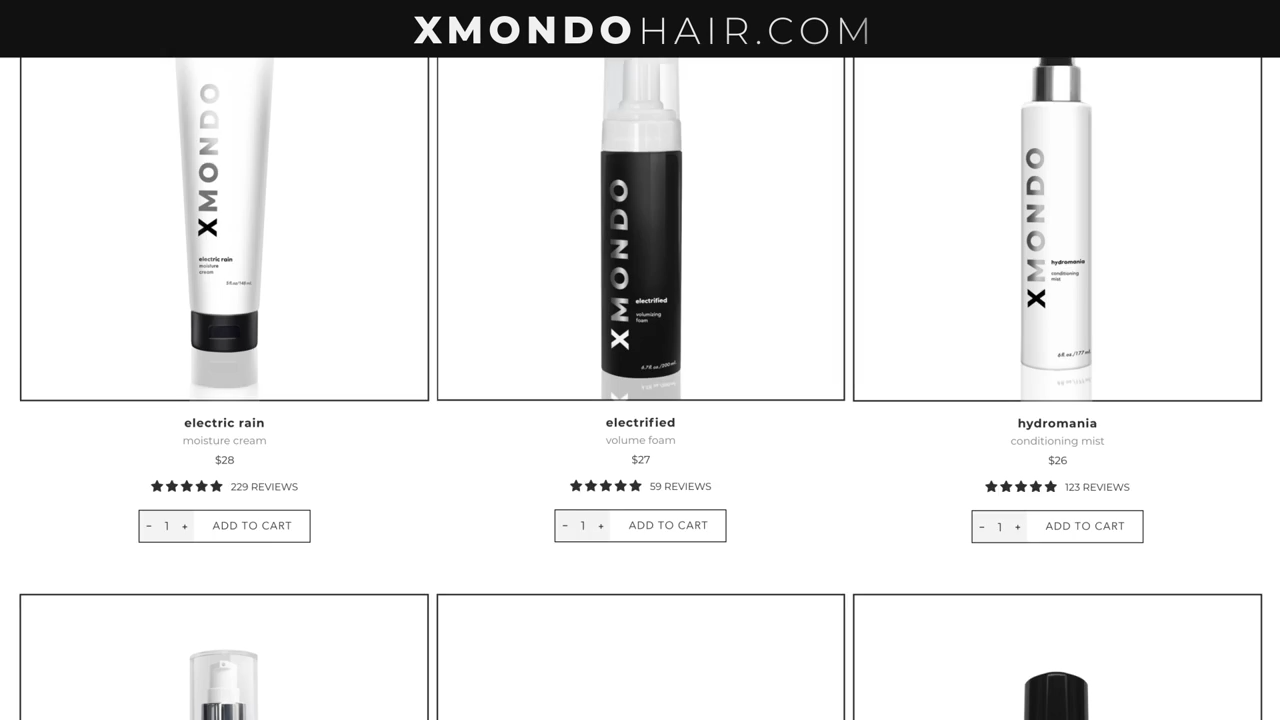 XMONDOHAIR.COM
XMONDO
electric rain
moisture
cream
XMONDO
electrified
volumizing
foam
XMONDO
hydromania
conditioning
mist
electric rain
moisture cream
$28
229 REVIEWS
- 1 + ADD TO CART
electrified
volume foam
$27
59 REVIEWS
- 1 + ADD TO CART
hydromania
conditioning mist
$26
123 REVIEWS
- 1 + ADD TO CART